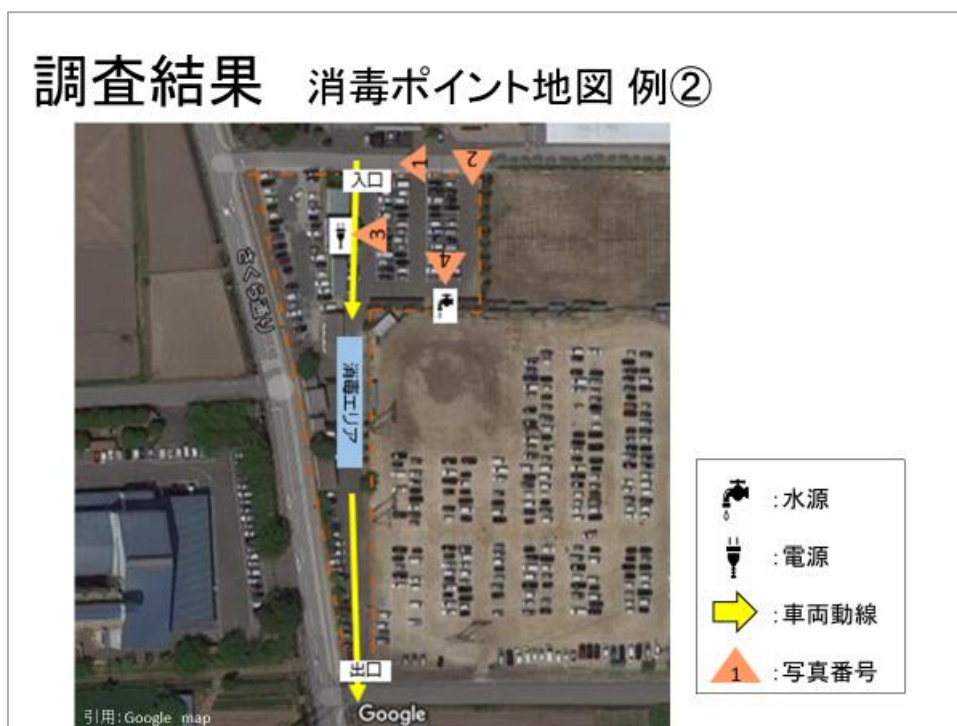 調査結果 消毒ポイント地図 例②
1
2
入口
3
4
さくら通り
消毒エリア
出口
引用：Google map
Google
：水源
：電源
：車両動線
1 ：写真番号